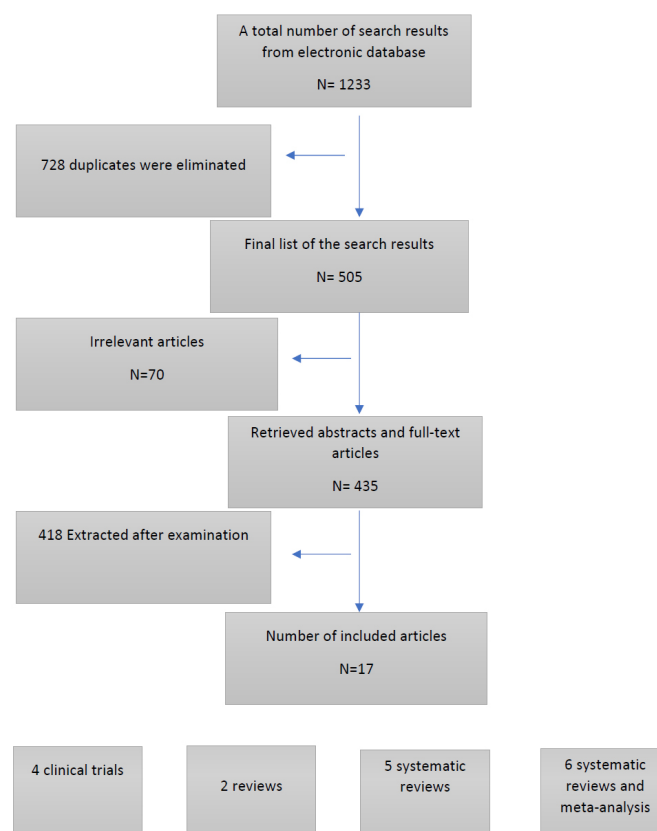 A total number of search results
from electronic database
N= 1233
728 duplicates were eliminated
Final list of the search results
N= 505
Irrelevant articles
N=70
Retrieved abstracts and full-text
articles
N= 435
418 Extracted after examination
Number of included articles
N=17
4 clinical trials
2 reviews
5 systematic
reviews
6 systematic
reviews and
meta-analysis